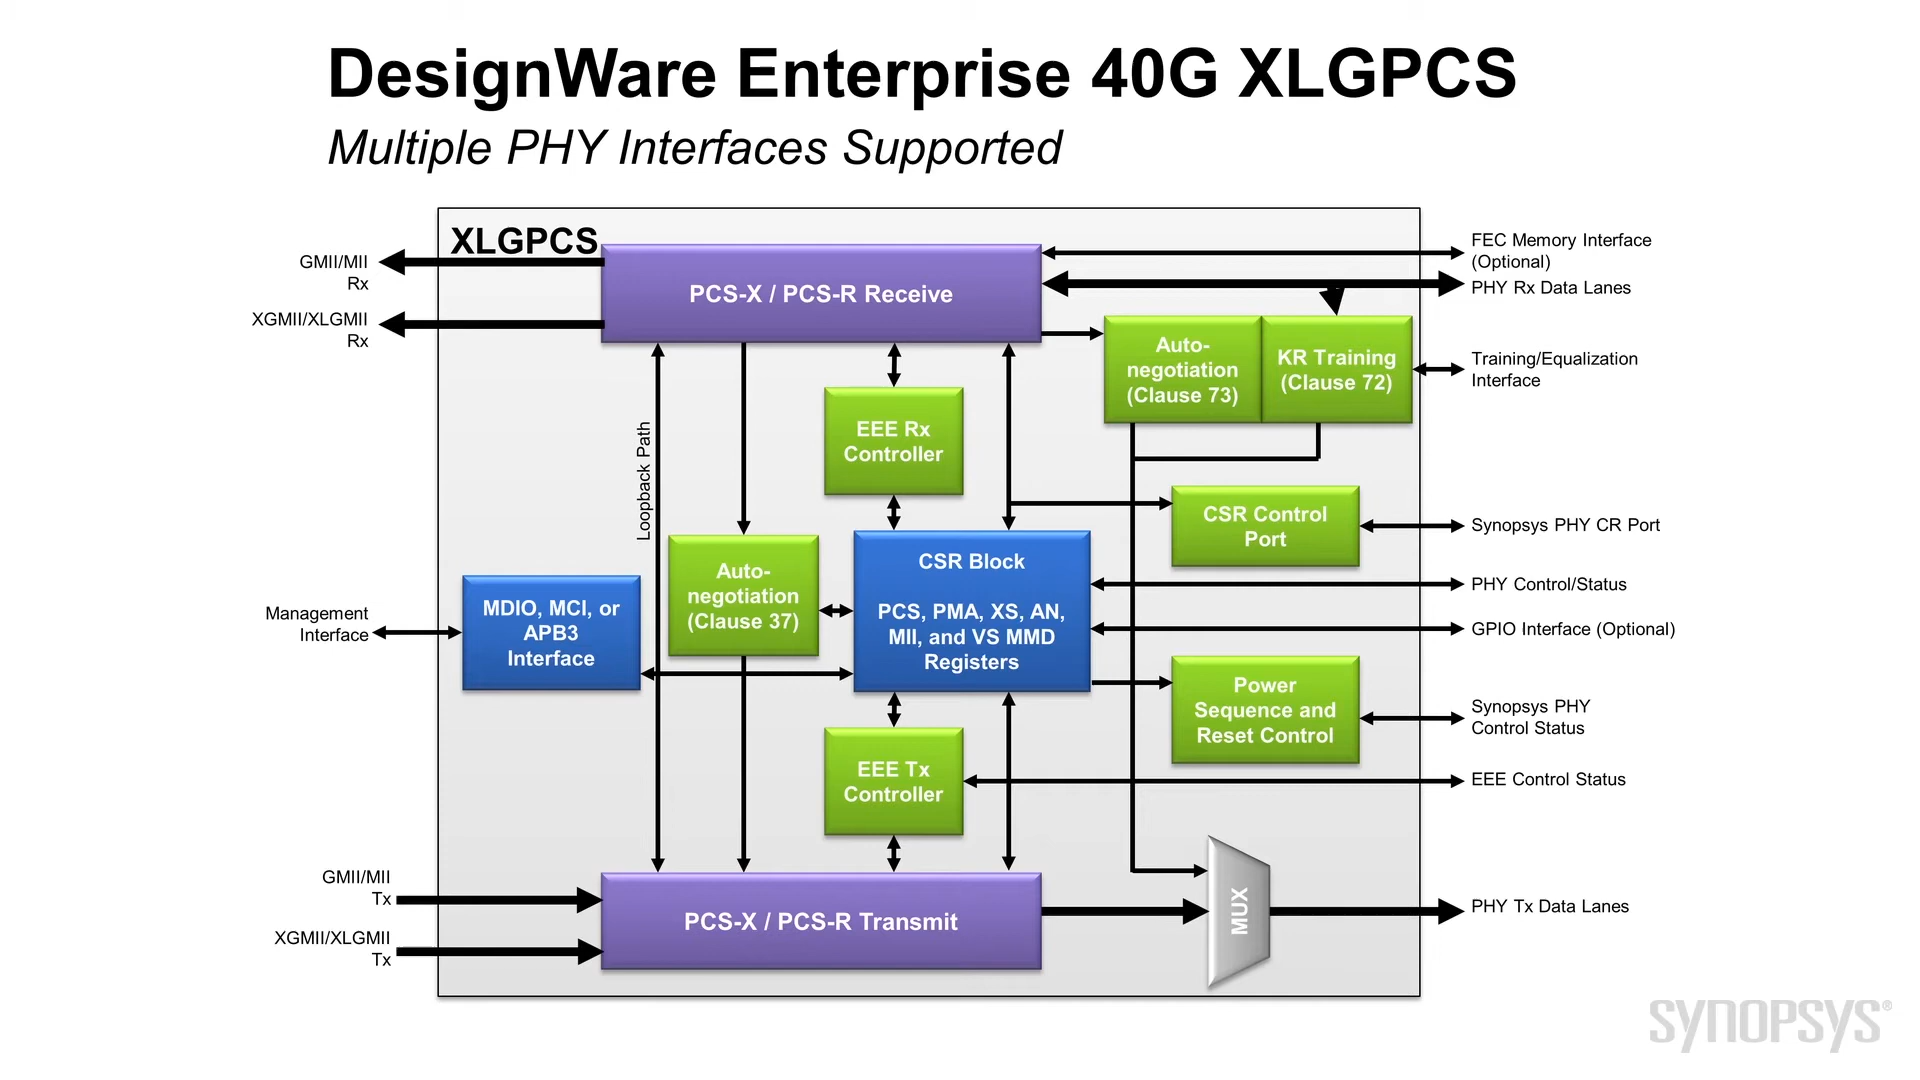 DesignWare Enterprise 40G XLGPCS
Multiple PHY Interfaces Supported
XLGPCS
GMII/MII
Rx
XGMII/XLGMII
Rx
PCS-X / PCS-R Receive
FEC Memory Interface
(Optional)
PHY Rx Data Lanes
Auto-
negotiation
(Clause 73)
KR Training
(Clause 72)
Training/Equalization
Interface
Loopback Path
EEE Rx
Controller
CSR Control
Port
Synopsys PHY CR Port
Auto-
negotiation
(Clause 37)
CSR Block
PCS, PMA, XS, AN,
MII, and VS MMD
Registers
PHY Control/Status
GPIO Interface (Optional)
Management
Interface
MDIO, MCI, or
APB3
Interface
Power
Sequence and
Reset Control
Synopsys PHY
Control Status
EEE Tx
Controller
EEE Control Status
GMII/MII
Tx
XGMII/XLGMII
Tx
PCS-X / PCS-R Transmit
MUX
PHY Tx Data Lanes
SYNOPSYS®